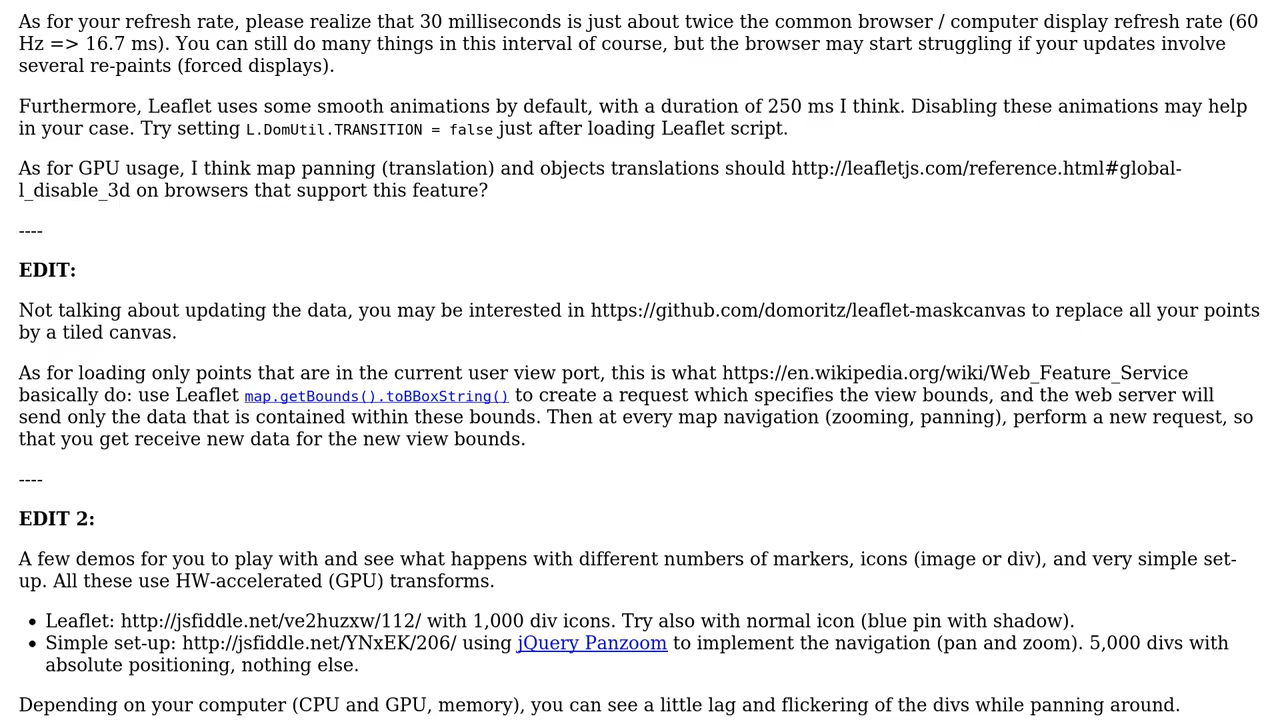 As for your refresh rate, please realize that 30 milliseconds is just about twice the common browser / computer display refresh rate (60
Hz => 16.7 ms). You can still do many things in this interval of course, but the browser may start struggling if your updates involve
several re-paints (forced displays).
Furthermore, Leaflet uses some smooth animations by default, with a duration of 250 ms I think. Disabling these animations may help
in your case. Try setting L.DomUtil.TRANSITION = false just after loading Leaflet script.
As for GPU usage, I think map panning (translation) and objects translations should http://leafletjs.com/reference.html#global-
l_disable_3d on browsers that support this feature?
----
EDIT:
Not talking about updating the data, you may be interested in https://github.com/domoritz/leaflet-maskcanvas to replace all your points
by a tiled canvas.
As for loading only points that are in the current user view port, this is what https://en.wikipedia.org/wiki/Web_Feature_Service
basically do: use Leaflet map.getBounds().toBBoxString() to create a request which specifies the view bounds, and the web server will
send only the data that is contained within these bounds. Then at every map navigation (zooming, panning), perform a new request, so
that you get receive new data for the new view bounds.
----
EDIT 2:
A few demos for you to play with and see what happens with different numbers of markers, icons (image or div), and very simple set-
up. All these use HW-accelerated (GPU) transforms.
• Leaflet: http://jsfiddle.net/ve2huzxw/112/ with 1,000 div icons. Try also with normal icon (blue pin with shadow).
• Simple set-up: http://jsfiddle.net/YNxEK/206/ using jQuery Panzoom to implement the navigation (pan and zoom). 5,000 divs with
absolute positioning, nothing else.
Depending on your computer (CPU and GPU, memory), you can see a little lag and flickering of the divs while panning around.